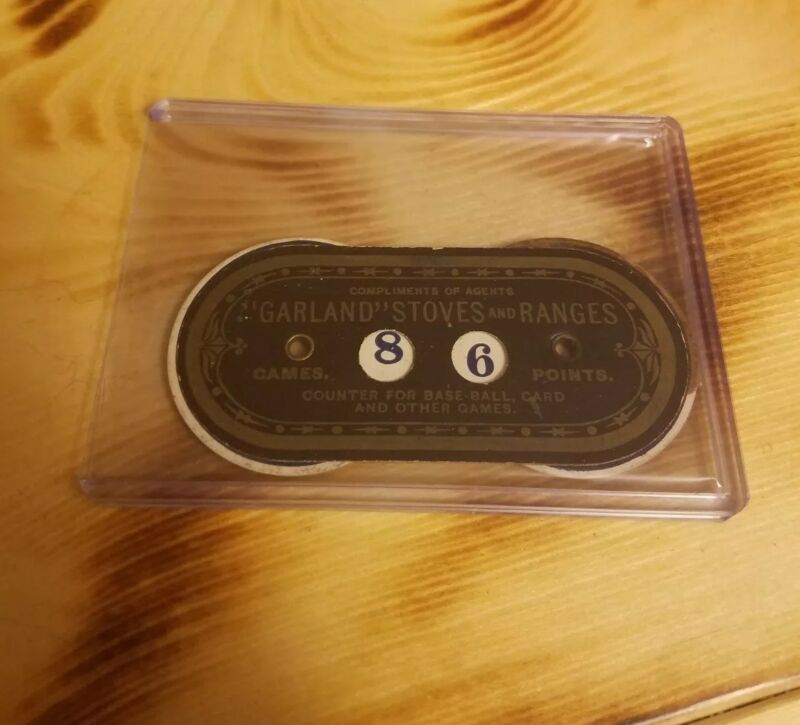 COMPLIMENTS OF AGENTS
"GARLAND" STOVES AND RANGES
8 6
GAMES. POINTS.
COUNTER FOR BASE-BALL, CARD
AND OTHER GAMES.